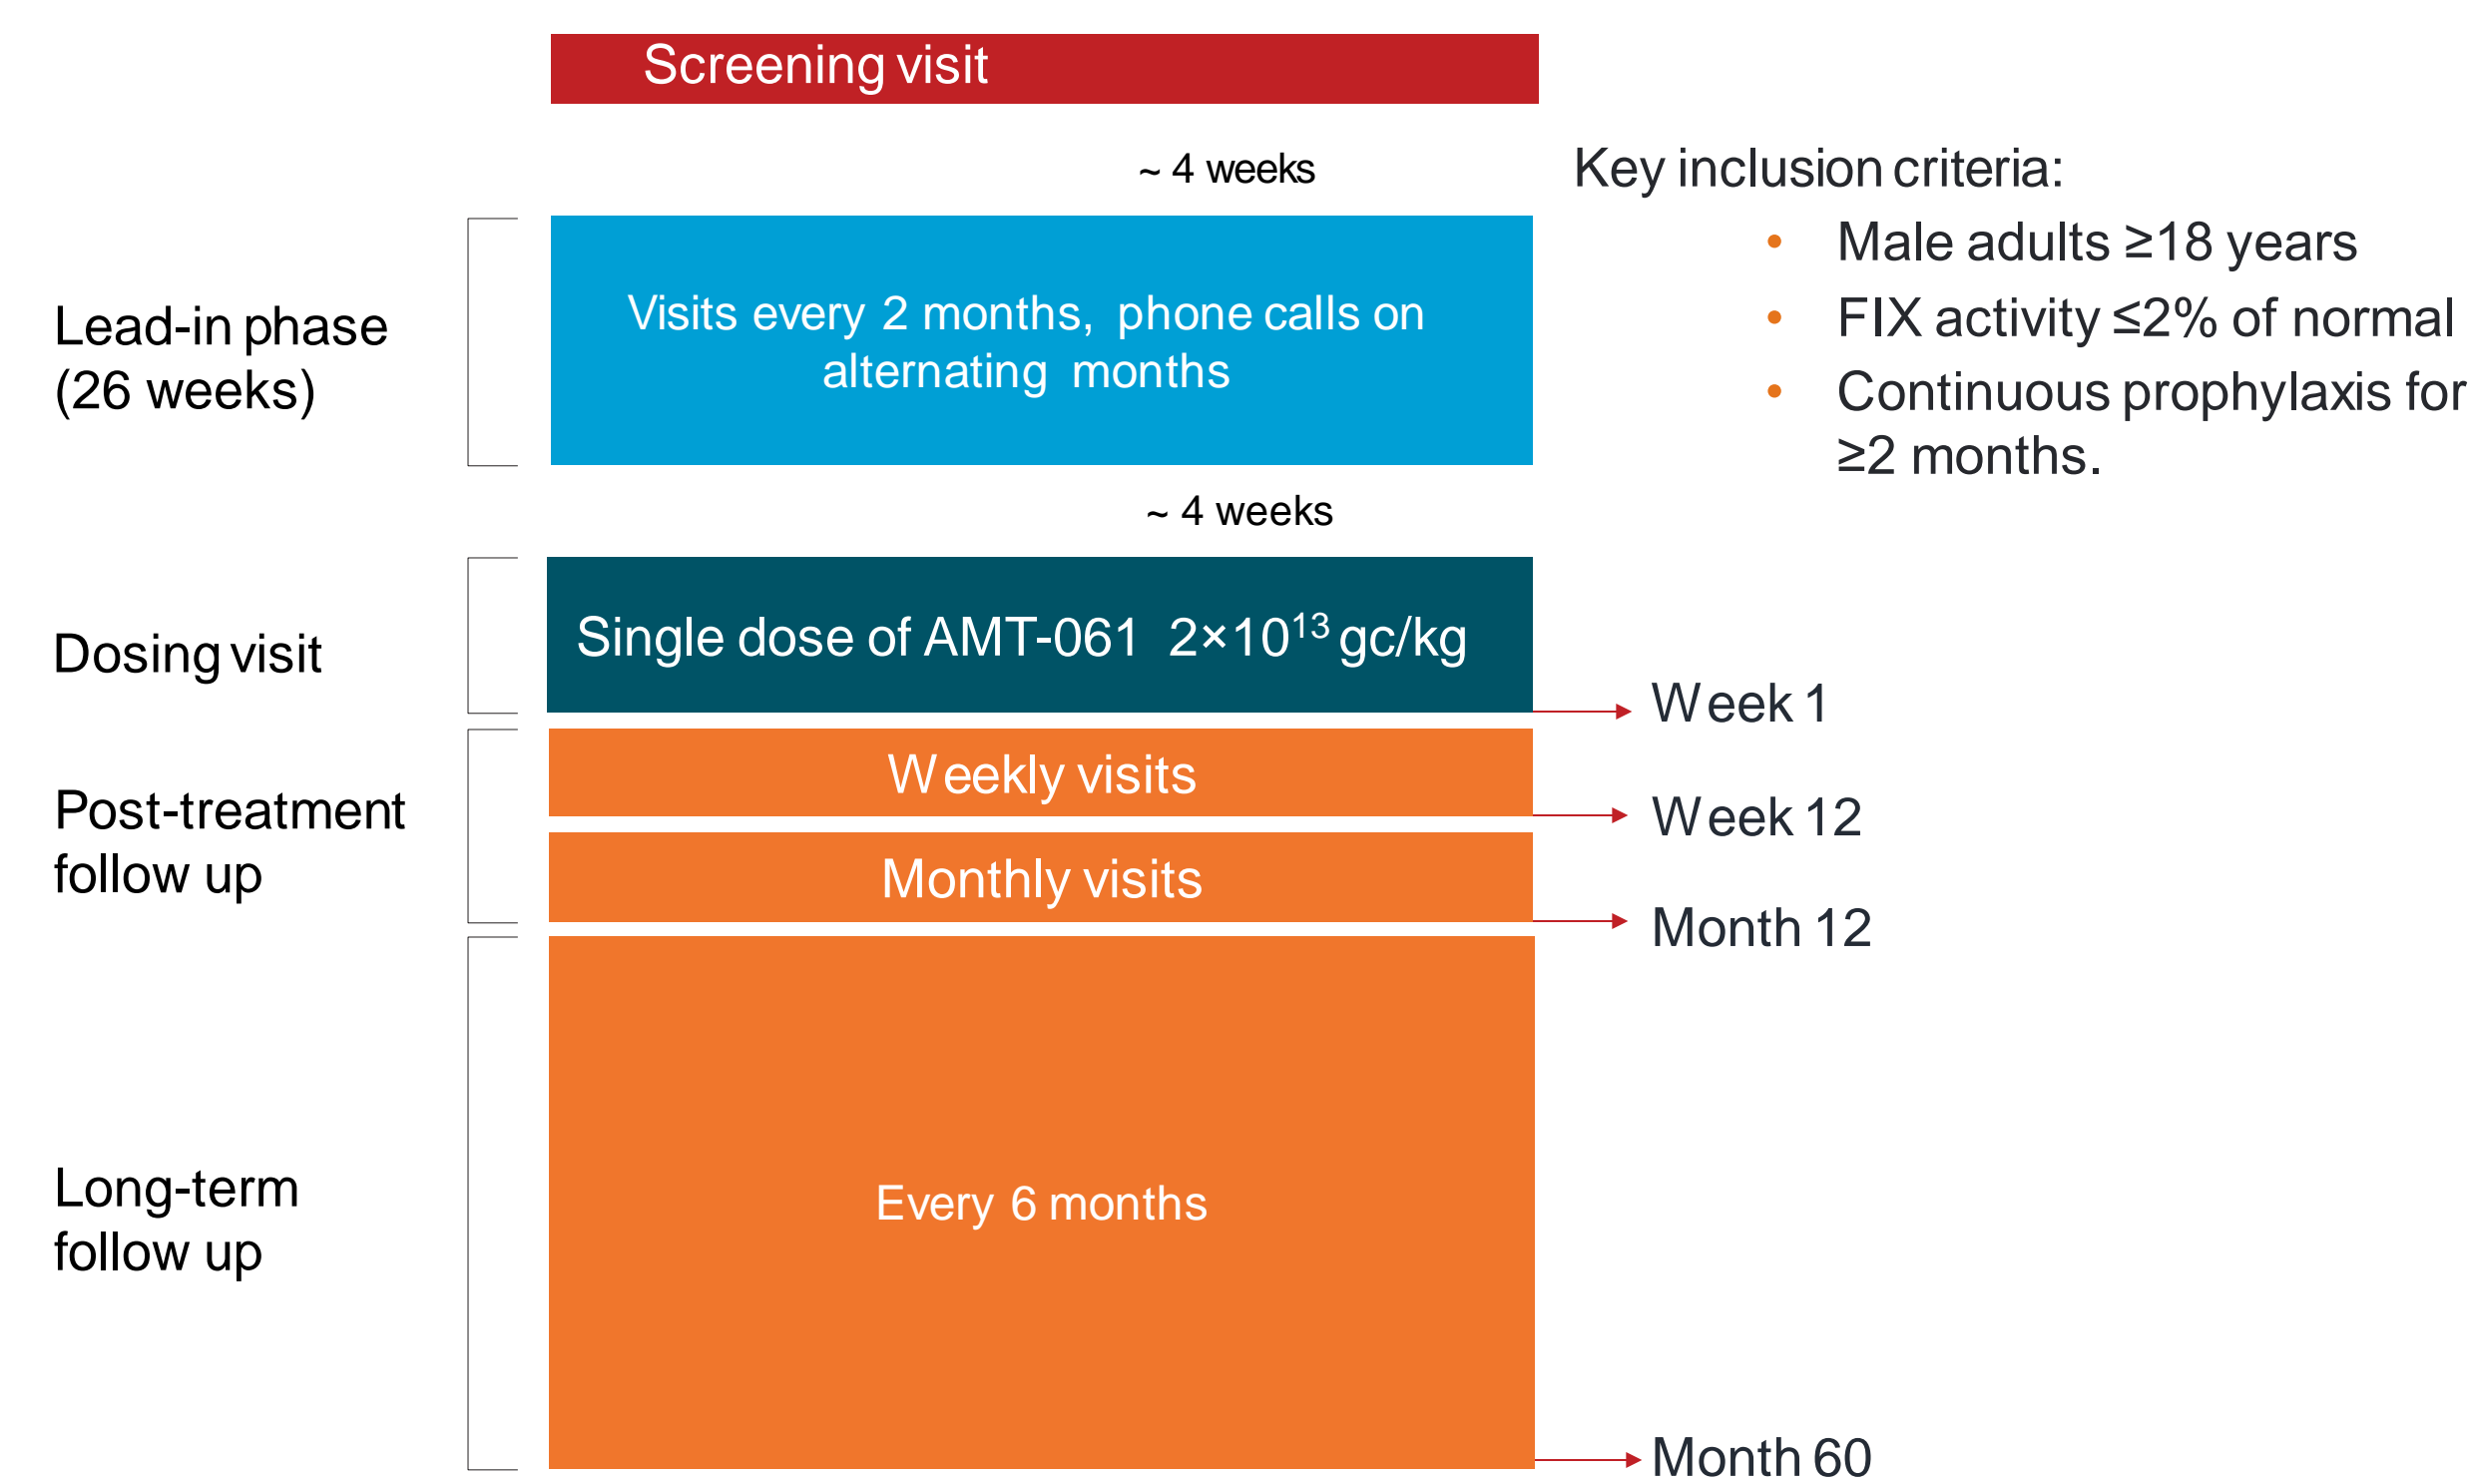 Screening visit
~ 4 weeks
Key inclusion criteria:
• Male adults ≥18 years
• FIX activity ≤2% of normal
• Continuous prophylaxis for
≥2 months.
Lead-in phase
(26 weeks)
Visits every 2 months, phone calls on
alternating months
~ 4 weeks
Dosing visit
Single dose of AMT-061 2×10¹³ gc/kg
Week 1
Post-treatment
follow up
Weekly visits
Week 12
Monthly visits
Month 12
Long-term
follow up
Every 6 months
Month 60